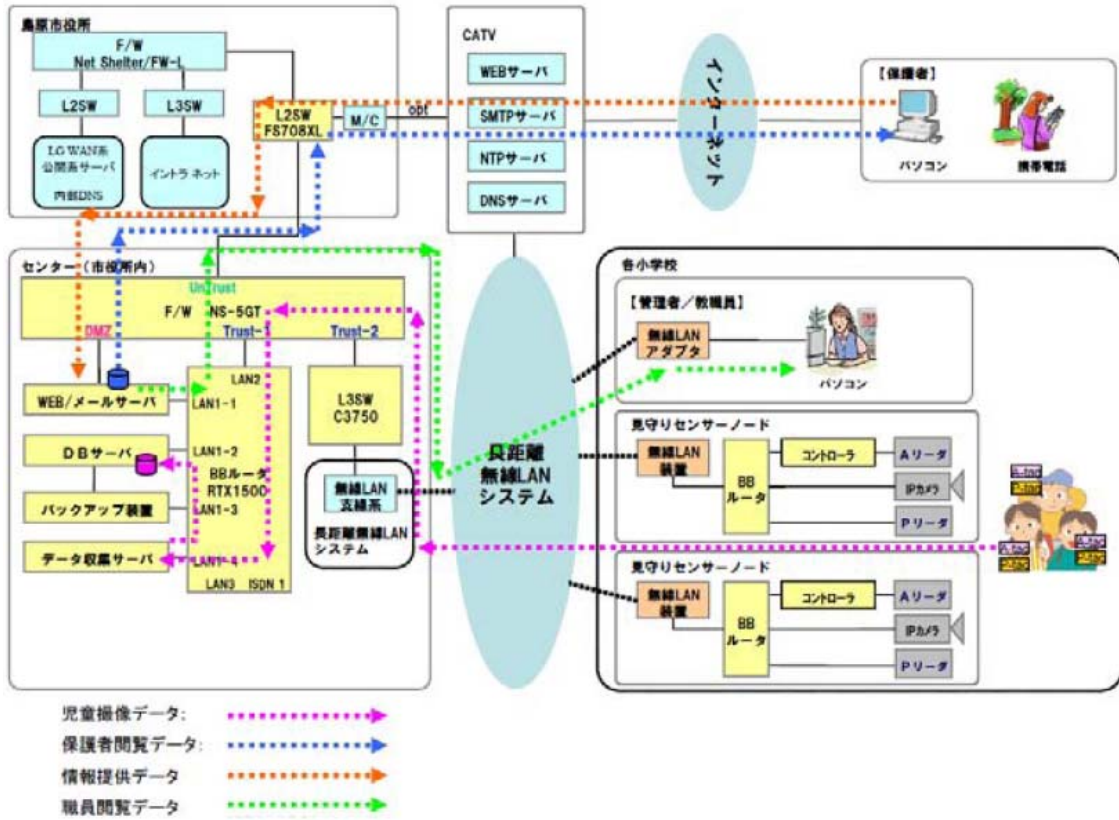 島原市役所
F/W
Net Shelter/FW-L
L2SW
L3SW
L2SW
FS708XL
M/C
opt
LGWAN系
公開系サーバ
内部DNS
イントラネット
CATV
WEBサーバ
SMTPサーバ
NTPサーバ
DNSサーバ
インターネット
【保護者】
パソコン
携帯電話
センター（市役所内）
UnTrust
F/W NS-5GT
DMZ
Trust-1
Trust-2
LAN2
WEB/メールサーバ
LAN1-1
DBサーバ
LAN1-2
BBルータ
RTX1500
バックアップ装置
LAN1-3
データ収集サーバ
LAN1-4
LAN3 ISDN 1
L3SW
C3750
無線LAN
支線系
長距離無線LAN
システム
長距離
無線LAN
システム
各小学校
【管理者／教職員】
無線LAN
アダプタ
パソコン
見守りセンサーノード
無線LAN
装置
BB
ルータ
コントローラ
Aリーダ
IPカメラ
Pリーダ
A-tag
P-tag
A-tag
P-tag
A-tag
P-tag
見守りセンサーノード
無線LAN
装置
BB
ルータ
コントローラ
Aリーダ
IPカメラ
Pリーダ
児童撮像データ:
保護者閲覧データ:
情報提供データ
職員閲覧データ